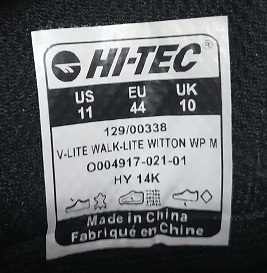 HI-TEC®
US EU UK
11 44 10
129/00338
V-LITE WALK-LITE WITTON WP M
O004917-021-01
HY 14K
Made in China
Fabriqué en Chine